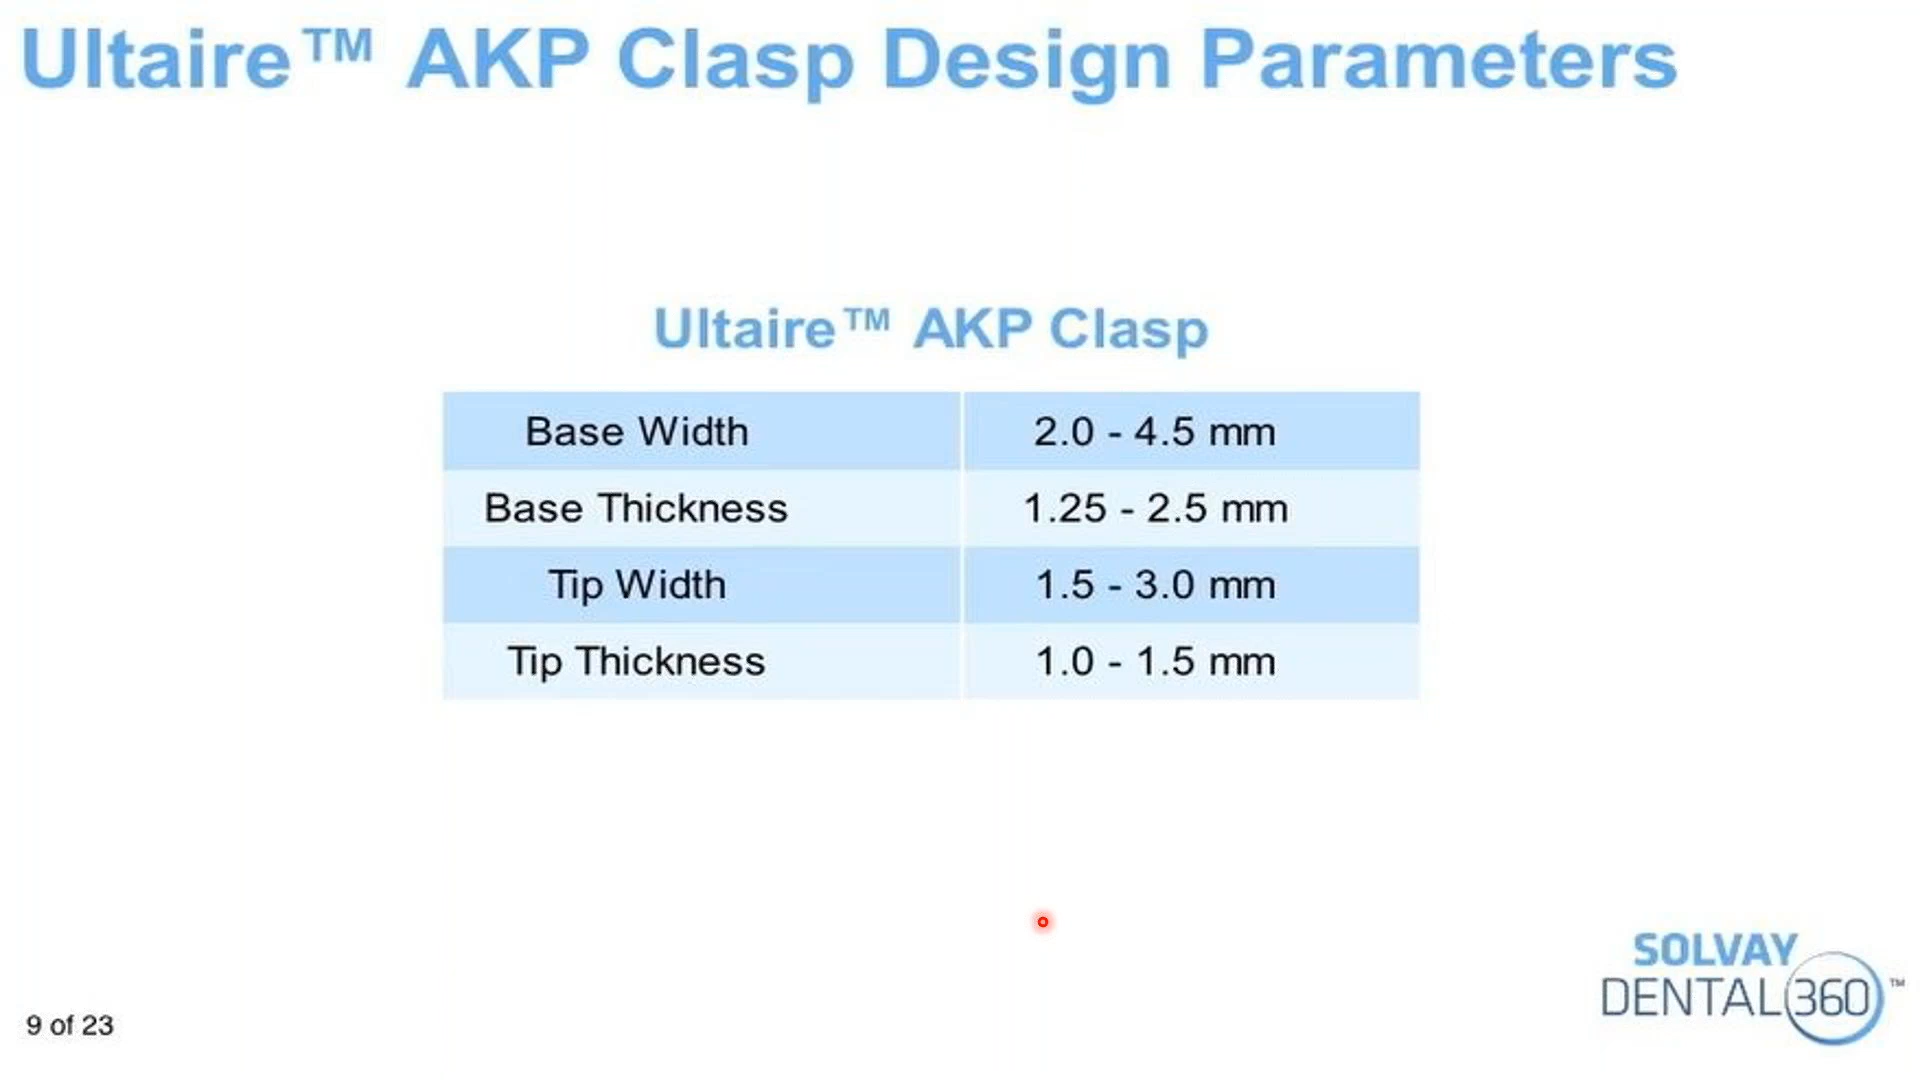 Ultaire™ AKP Clasp Design Parameters
Ultaire™ AKP Clasp
Base Width 2.0 - 4.5 mm
Base Thickness 1.25 - 2.5 mm
Tip Width 1.5 - 3.0 mm
Tip Thickness 1.0 - 1.5 mm
SOLVAY
DENTAL 360™
9 of 23